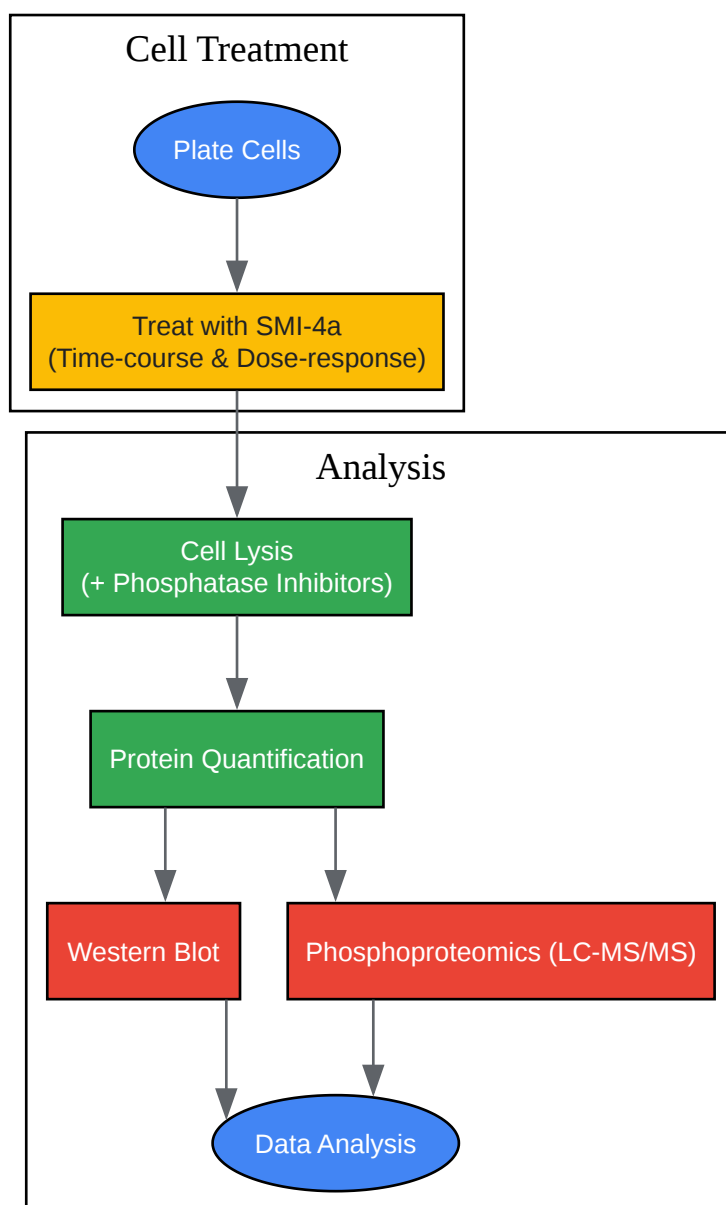 Cell Treatment
Plate Cells
Treat with SMI-4a
(Time-course & Dose-response)
Analysis
Cell Lysis
(+ Phosphatase Inhibitors)
Protein Quantification
Western Blot
Phosphoproteomics (LC-MS/MS)
Data Analysis